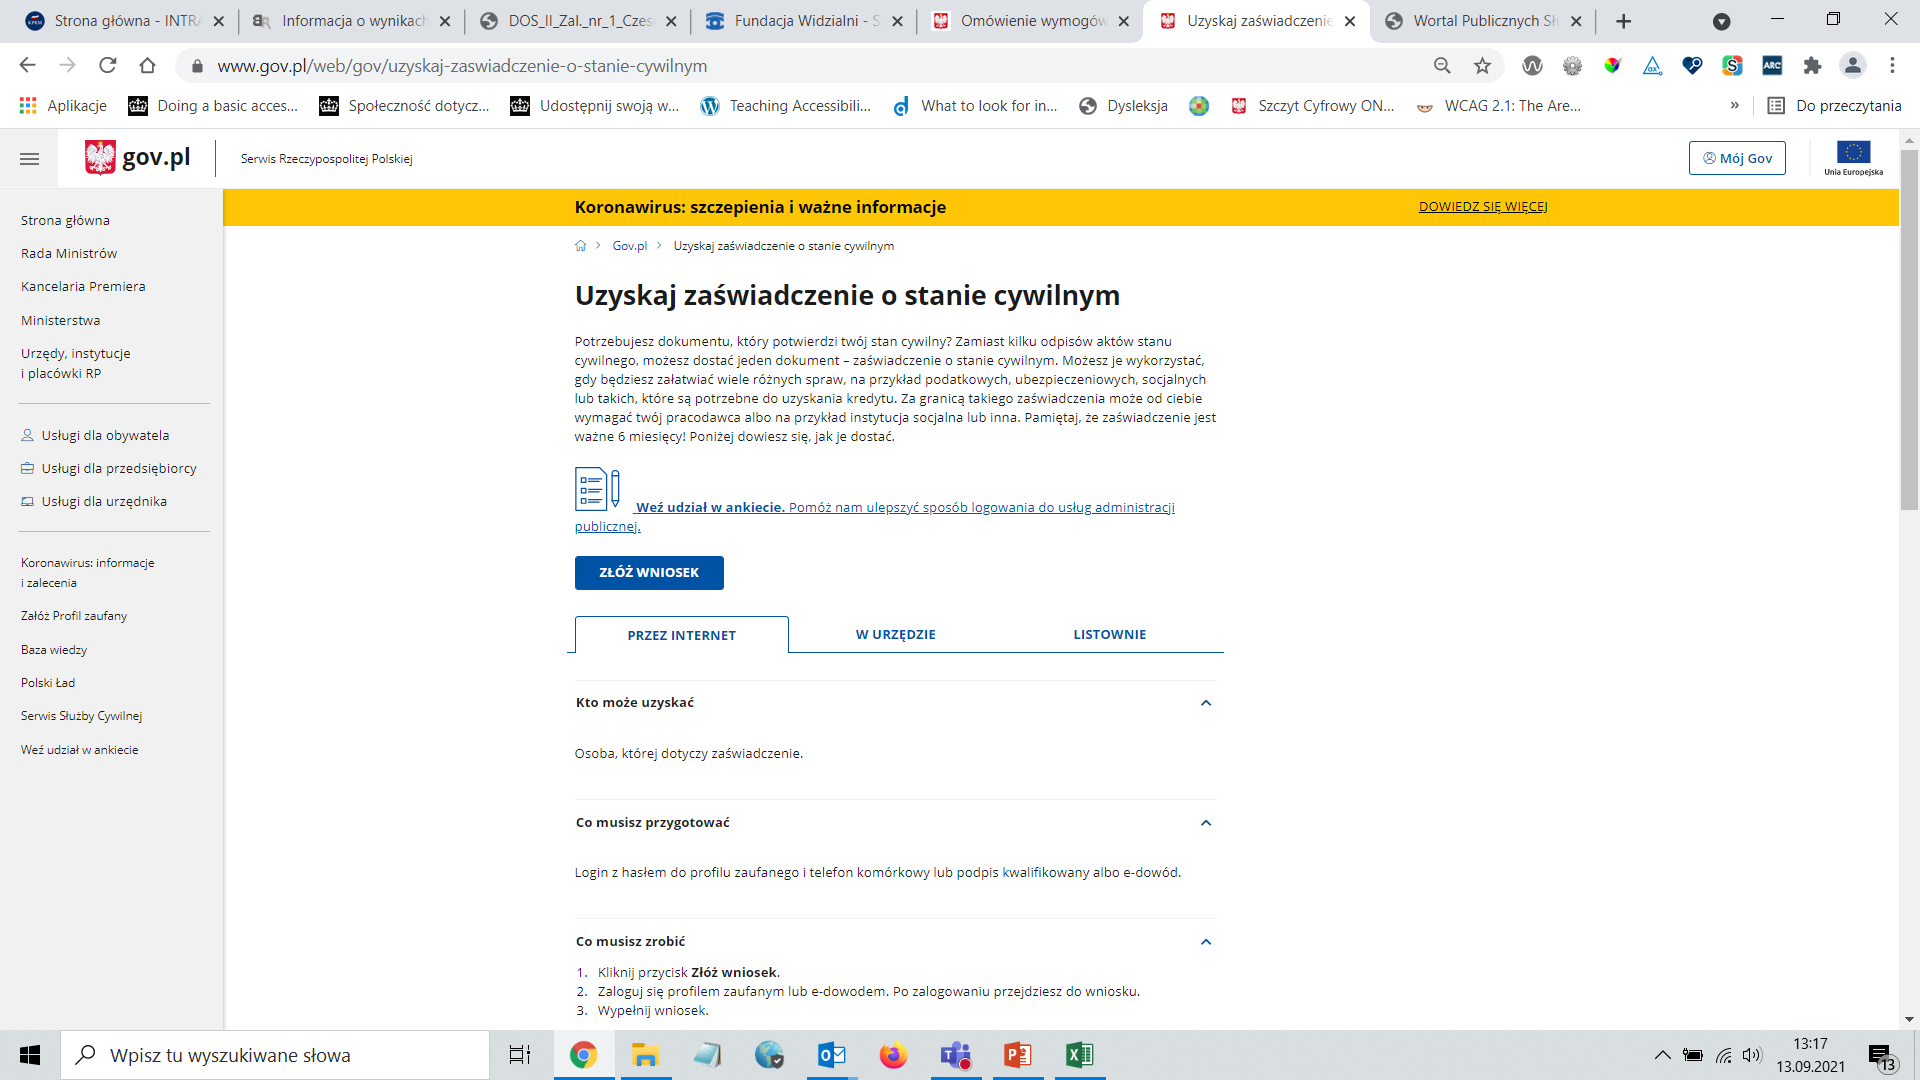 Strona główna - INTRA
Informacja o wynikach
DOS_II_Zal._nr_1_Czes
Fundacja Widzialni - S
Omówienie wymogów
Uzyskaj zaświadczenie
Wortal Publicznych Sł
www.gov.pl/web/gov/uzyskaj-zaswiadczenie-o-stanie-cywilnym
Aplikacje
Doing a basic acces...
Społeczność dotycz...
Udostępnij swoją w...
Teaching Accessibili...
What to look for in...
Dysleksja
Szczyt Cyfrowy ON...
WCAG 2.1: The Are...
»
Do przeczytania
gov.pl
Serwis Rzeczypospolitej Polskiej
Mój Gov
Unia Europejska
Strona główna
Rada Ministrów
Kancelaria Premiera
Ministerstwa
Urzędy, instytucje
i placówki RP
Usługi dla obywatela
Usługi dla przedsiębiorcy
Usługi dla urzędnika
Koronawirus: informacje
i zalecenia
Załóż Profil zaufany
Baza wiedzy
Polski Ład
Serwis Służby Cywilnej
Weź udział w ankiecie
Koronawirus: szczepienia i ważne informacje
DOWIEDZ SIĘ WIĘCEJ
Gov.pl
Uzyskaj zaświadczenie o stanie cywilnym
Uzyskaj zaświadczenie o stanie cywilnym
Potrzebujesz dokumentu, który potwierdzi twój stan cywilny? Zamiast kilku odpisów aktów stanu
cywilnego, możesz dostać jeden dokument – zaświadczenie o stanie cywilnym. Możesz je wykorzystać,
gdy będziesz załatwiać wiele różnych spraw, na przykład podatkowych, ubezpieczeniowych, socjalnych
lub takich, które są potrzebne do uzyskania kredytu. Za granicą takiego zaświadczenia może od ciebie
wymagać twój pracodawca albo na przykład instytucja socjalna lub inna. Pamiętaj, że zaświadczenie jest
ważne 6 miesięcy! Poniżej dowiesz się, jak je dostać.
Weź udział w ankiecie. Pomóż nam ulepszyć sposób logowania do usług administracji
publicznej.
ZŁÓŻ WNIOSEK
PRZEZ INTERNET
W URZĘDZIE
LISTOWNIE
Kto może uzyskać
Osoba, której dotyczy zaświadczenie.
Co musisz przygotować
Login z hasłem do profilu zaufanego i telefon komórkowy lub podpis kwalifikowany albo e-dowód.
Co musisz zrobić
1. Kliknij przycisk Złóż wniosek.
2. Zaloguj się profilem zaufanym lub e-dowodem. Po zalogowaniu przejdziesz do wniosku.
3. Wypełnij wniosek.
Wpisz tu wyszukiwane słowa
13:17
13.09.2021
13